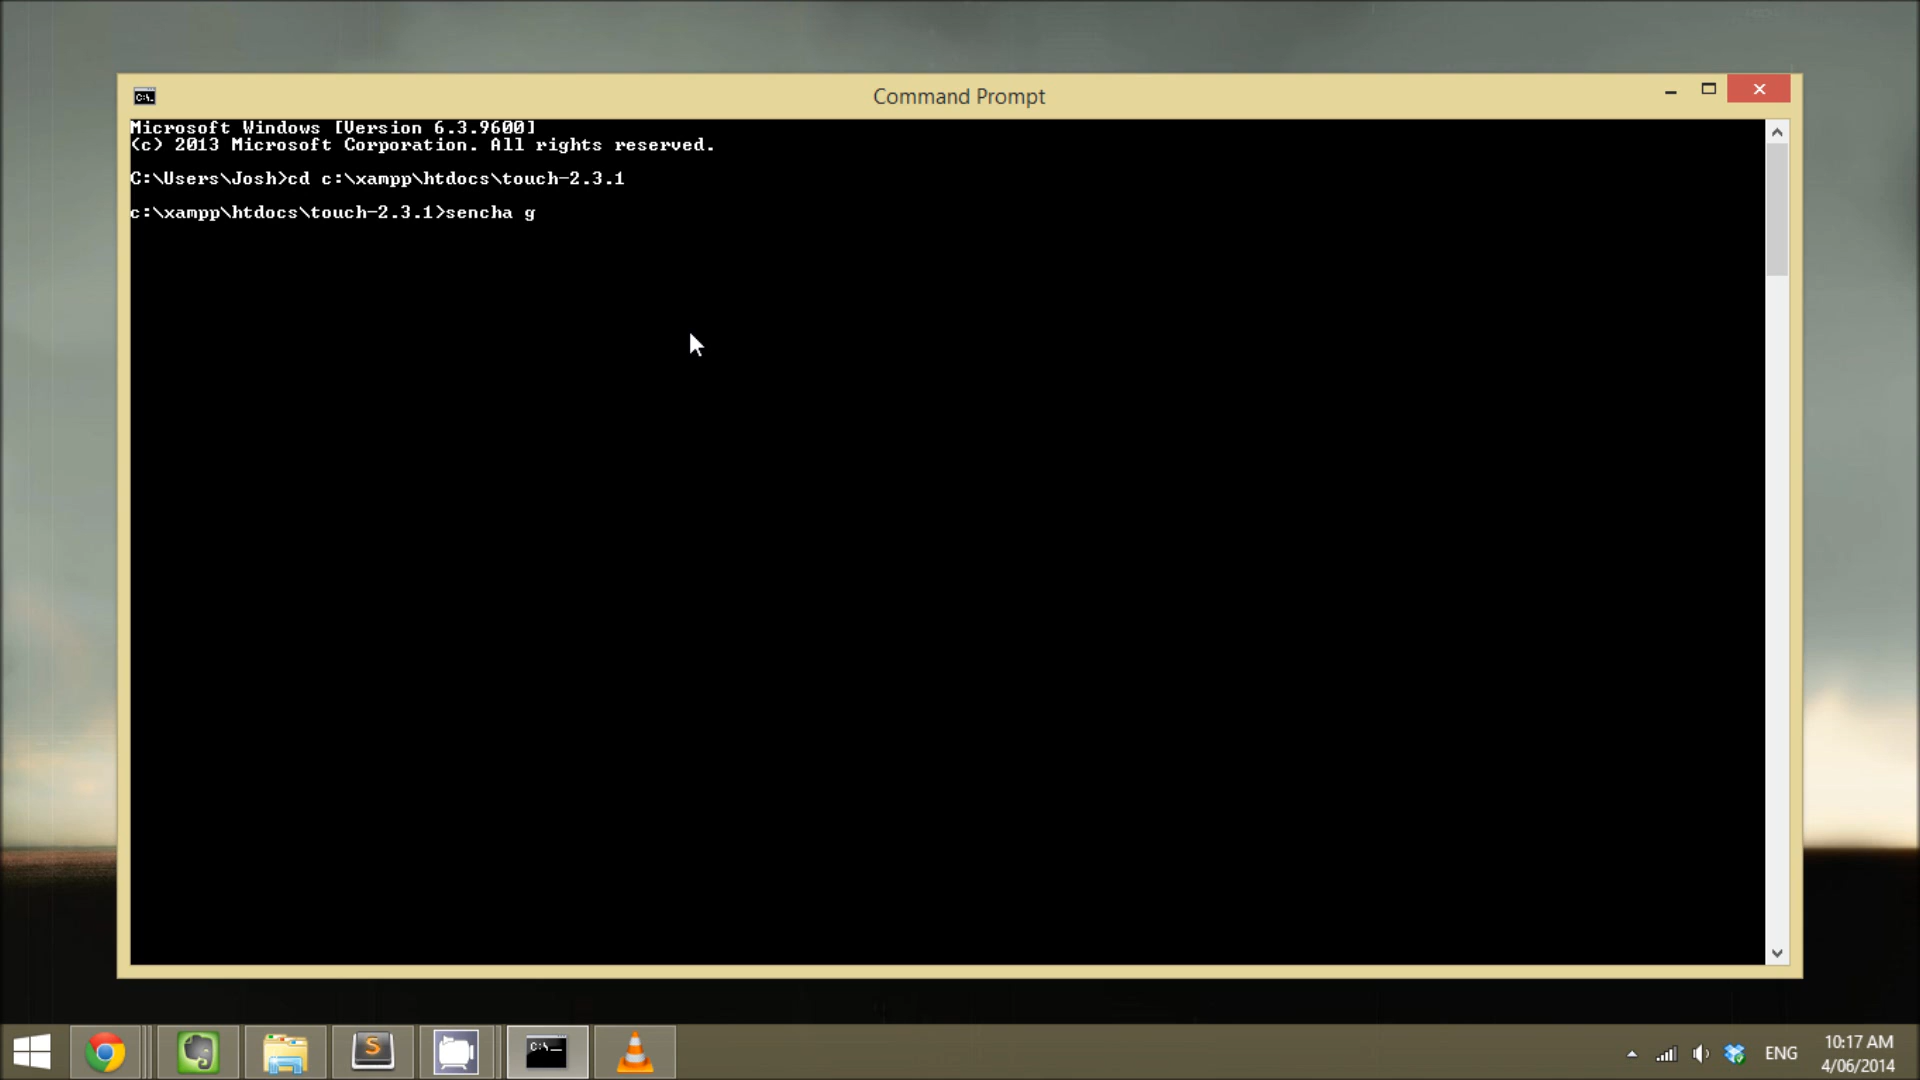 Command Prompt
Microsoft Windows [Version 6.3.9600]
(c) 2013 Microsoft Corporation. All rights reserved.
C:\Users\Josh>cd c:\xampp\htdocs\touch-2.3.1
c:\xampp\htdocs\touch-2.3.1>sencha g
ENG
10:17 AM
4/06/2014